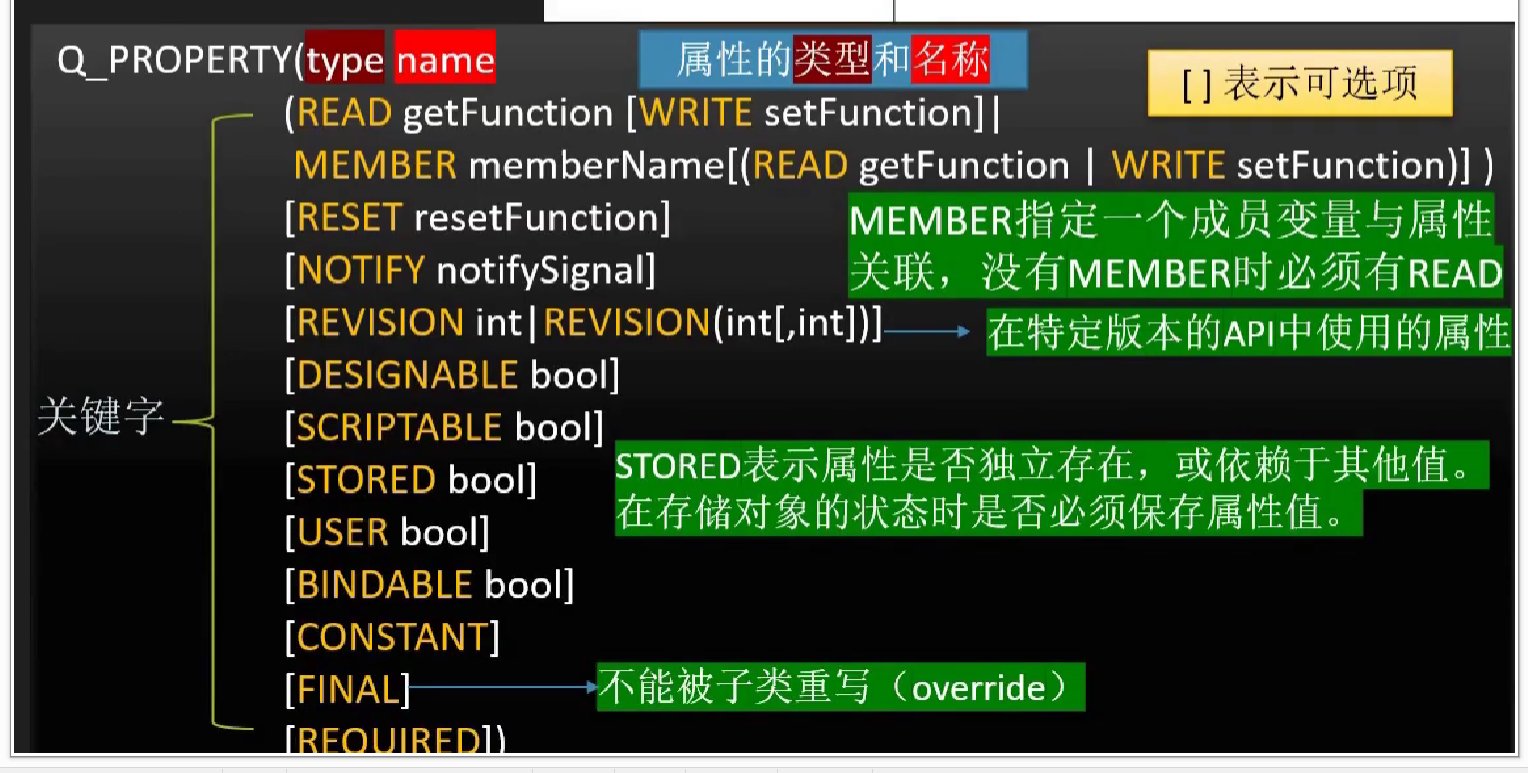 Q_PROPERTY(type name
属性的类型和名称
[ ] 表示可选项
(READ getFunction [WRITE setFunction]|
MEMBER memberName[(READ getFunction | WRITE setFunction)] )
[RESET resetFunction]
MEMBER指定一个成员变量与属性
关联，没有MEMBER时必须有READ
[NOTIFY notifySignal]
[REVISION int|REVISION(int[,int])]
在特定版本的API中使用的属性
[DESIGNABLE bool]
关键字
[SCRIPTABLE bool]
[STORED bool]
STORED表示属性是否独立存在，或依赖于其他值。
在存储对象的状态时是否必须保存属性值。
[USER bool]
[BINDABLE bool]
[CONSTANT]
[FINAL]
不能被子类重写（override）
[REQUIRED])